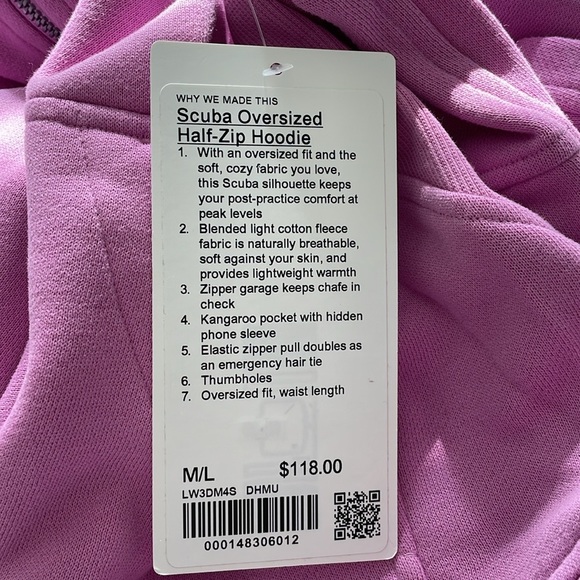 WHY WE MADE THIS
Scuba Oversized
Half-Zip Hoodie
1. With an oversized fit and the
soft, cozy fabric you love,
this Scuba silhouette keeps
your post-practice comfort at
peak levels
2. Blended light cotton fleece
fabric is naturally breathable,
soft against your skin, and
provides lightweight warmth
3. Zipper garage keeps chafe in
check
4. Kangaroo pocket with hidden
phone sleeve
5. Elastic zipper pull doubles as
an emergency hair tie
6. Thumbholes
7. Oversized fit, waist length
M/L $118.00
LW3DM4S DHMU
000148306012